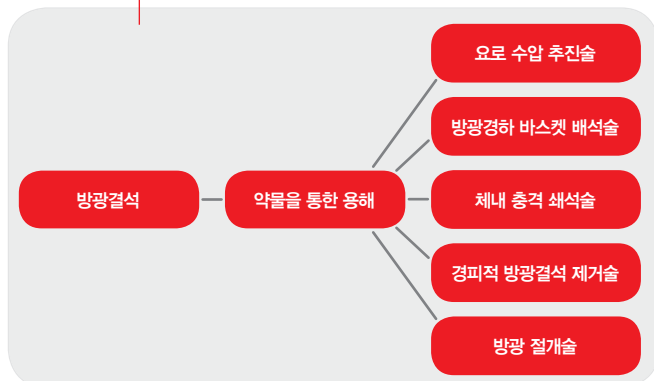 요로 수압 추진술
방광경하 바스켓 배석술
방광결석
약물을 통한 용해
체내 충격 쇄석술
경피적 방광결석 제거술
방광 절개술